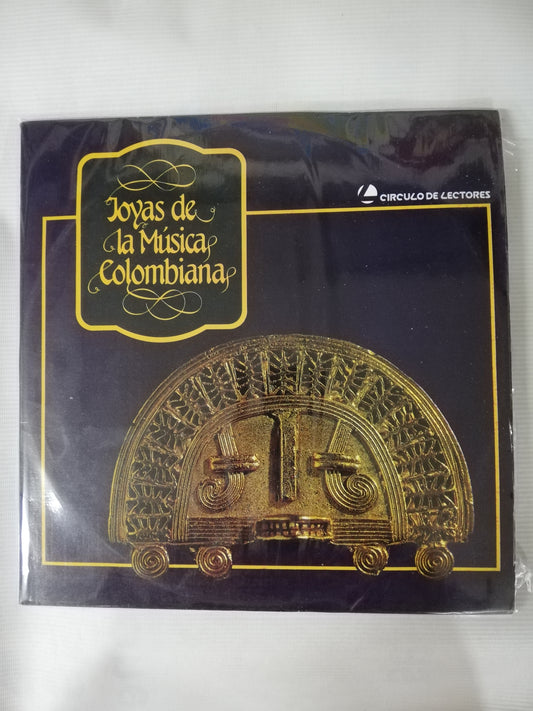 Joyas de
la Música
Colombiana
CIRCULO DE LECTORES